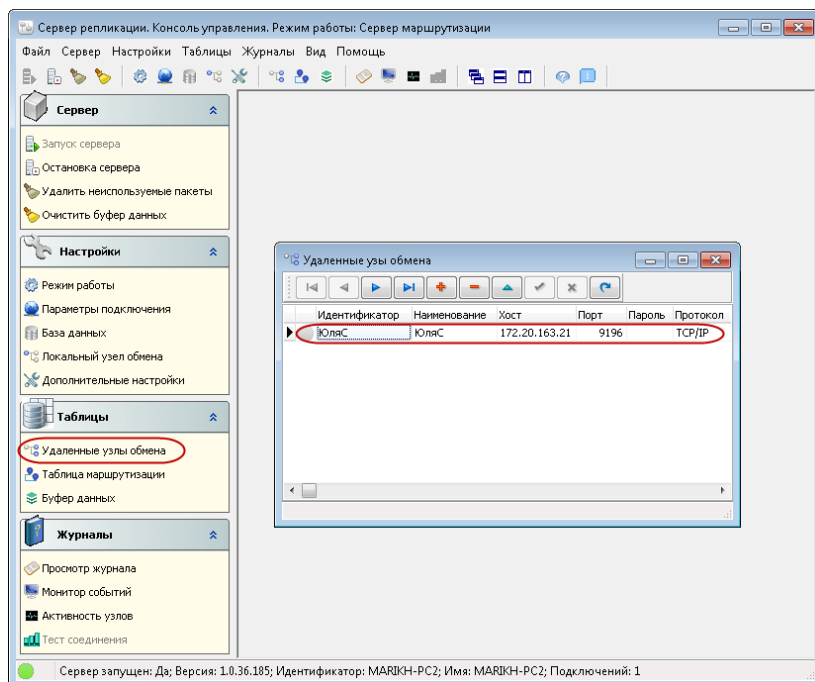 Сервер репликации. Консоль управления. Режим работы: Сервер маршрутизации
Файл Сервер Настройки Таблицы Журналы Вид Помощь
Сервер
Запуск сервера
Остановка сервера
Удалить неиспользуемые пакеты
Очистить буфер данных
Настройки
Режим работы
Параметры подключения
База данных
Локальный узел обмена
Дополнительные настройки
Таблицы
Удаленные узлы обмена
Таблица маршрутизации
Буфер данных
Журналы
Просмотр журнала
Монитор событий
Активность узлов
Тест соединения
Удаленные узы обмена
Идентификатор Наименование Хост Порт Пароль Протокол
ЮляС ЮляС 172.20.163.21 9196 TCP/IP
Сервер запущен: Да; Версия: 1.0.36.185; Идентификатор: MARIKH-PC2; Имя: MARIKH-PC2; Подключений: 1